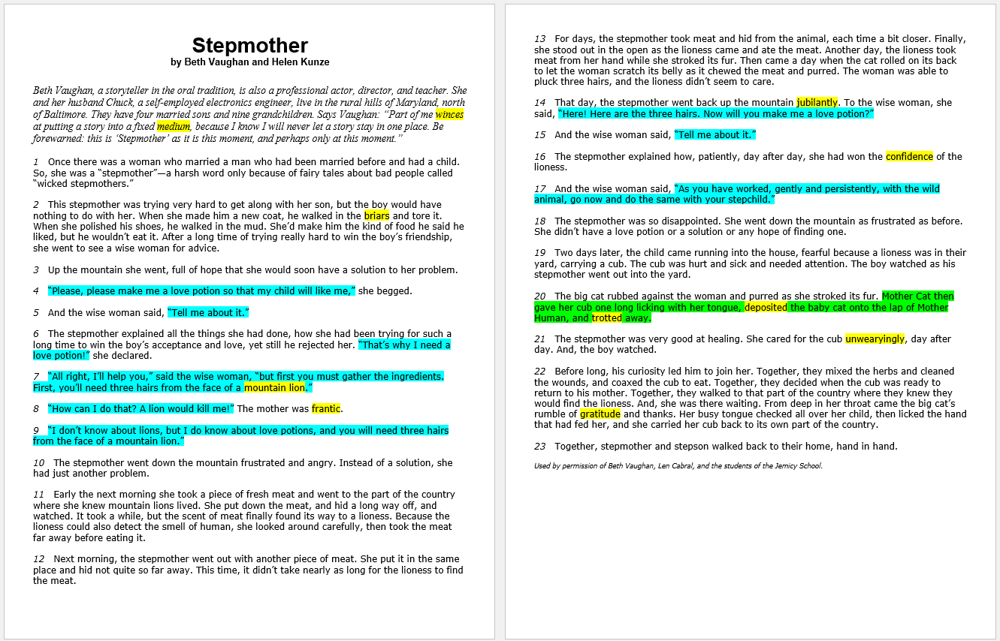 Stepmother
by Beth Vaughan and Helen Kunze
Beth Vaughan, a storyteller in the oral tradition, is also a professional actor, director, and teacher. She
and her husband Chuck, a self-employed electronics engineer, live in the rural hills of Maryland, north
of Baltimore. They have four married sons and nine grandchildren. Says Vaughan: “Part of me winces
at putting a story into a fixed medium, because I know I will never let a story stay in one place. Be
forewarned: this is ‘Stepmother’ as it is this moment, and perhaps only at this moment.”
1 Once there was a woman who married a man who had been married before and had a child.
So, she was a “stepmother”—a harsh word only because of fairy tales about bad people called
“wicked stepmothers.”
2 This stepmother was trying very hard to get along with her son, but the boy would have
nothing to do with her. When she made him a new coat, he walked in the briars and tore it.
When she polished his shoes, he walked in the mud. She’d make him the kind of food he said he
liked, but he wouldn’t eat it. After a long time of trying really hard to win the boy’s friendship,
she went to see a wise woman for advice.
3 Up the mountain she went, full of hope that she would soon have a solution to her problem.
4 “Please, please make me a love potion so that my child will like me,” she begged.
5 And the wise woman said, “Tell me about it.”
6 The stepmother explained all the things she had done, how she had been trying for such a
long time to win the boy’s acceptance and love, yet still he rejected her. “That’s why I need a
love potion!” she declared.
7 “All right, I’ll help you,” said the wise woman, “but first you must gather the ingredients.
First, you’ll need three hairs from the face of a mountain lion.”
8 “How can I do that? A lion would kill me!” The mother was frantic.
9 “I don’t know about lions, but I do know about love potions, and you will need three hairs
from the face of a mountain lion.”
10 The stepmother went down the mountain frustrated and angry. Instead of a solution, she
had just another problem.
11 Early the next morning she took a piece of fresh meat and went to the part of the country
where she knew mountain lions lived. She put down the meat, and hid a long way off, and
watched. It took a while, but the scent of meat finally found its way to a lioness. Because the
lioness could also detect the smell of human, she looked around carefully, then took the meat
far away before eating it.
12 Next morning, the stepmother went out with another piece of meat. She put it in the same
place and hid not quite so far away. This time, it didn’t take nearly as long for the lioness to find
the meat.
13 For days, the stepmother took meat and hid from the animal, each time a bit closer. Finally,
she stood out in the open as the lioness came and ate the meat. Another day, the lioness took
meat from her hand while she stroked its fur. Then came a day when the cat rolled on its back
to let the woman scratch its belly as it chewed the meat and purred. The woman was able to
pluck three hairs, and the lioness didn’t seem to care.
14 That day, the stepmother went back up the mountain jubilantly. To the wise woman, she
said, “Here! Here are the three hairs. Now will you make me a love potion?”
15 And the wise woman said, “Tell me about it.”
16 The stepmother explained how, patiently, day after day, she had won the confidence of the
lioness.
17 And the wise woman said, “As you have worked, gently and persistently, with the wild
animal, go now and do the same with your stepchild.”
18 The stepmother was so disappointed. She went down the mountain as frustrated as before.
She didn’t have a love potion or a solution or any hope of finding one.
19 Two days later, the child came running into the house, fearful because a lioness was in their
yard, carrying a cub. The cub was hurt and sick and needed attention. The boy watched as his
stepmother went out into the yard.
20 The big cat rubbed against the woman and purred as she stroked its fur. Mother Cat then
gave her cub one long licking with her tongue, deposited the baby cat onto the lap of Mother
Human, and trotted away.
21 The stepmother was very good at healing. She cared for the cub unwearyingly, day after
day. And, the boy watched.
22 Before long, his curiosity led him to join her. Together, they mixed the herbs and cleaned
the wounds, and coaxed the cub to eat. Together, they decided when the cub was ready to
return to his mother. Together, they walked to that part of the country where they knew they
would find the lioness. And, she was there waiting. From deep in her throat came the big cat’s
rumble of gratitude and thanks. Her busy tongue checked all over her child, then licked the hand
that had fed her, and she carried her cub back to its own part of the country.
23 Together, stepmother and stepson walked back to their home, hand in hand.
Used by permission of Beth Vaughan, Len Cabral, and the students of the Jemicy School.